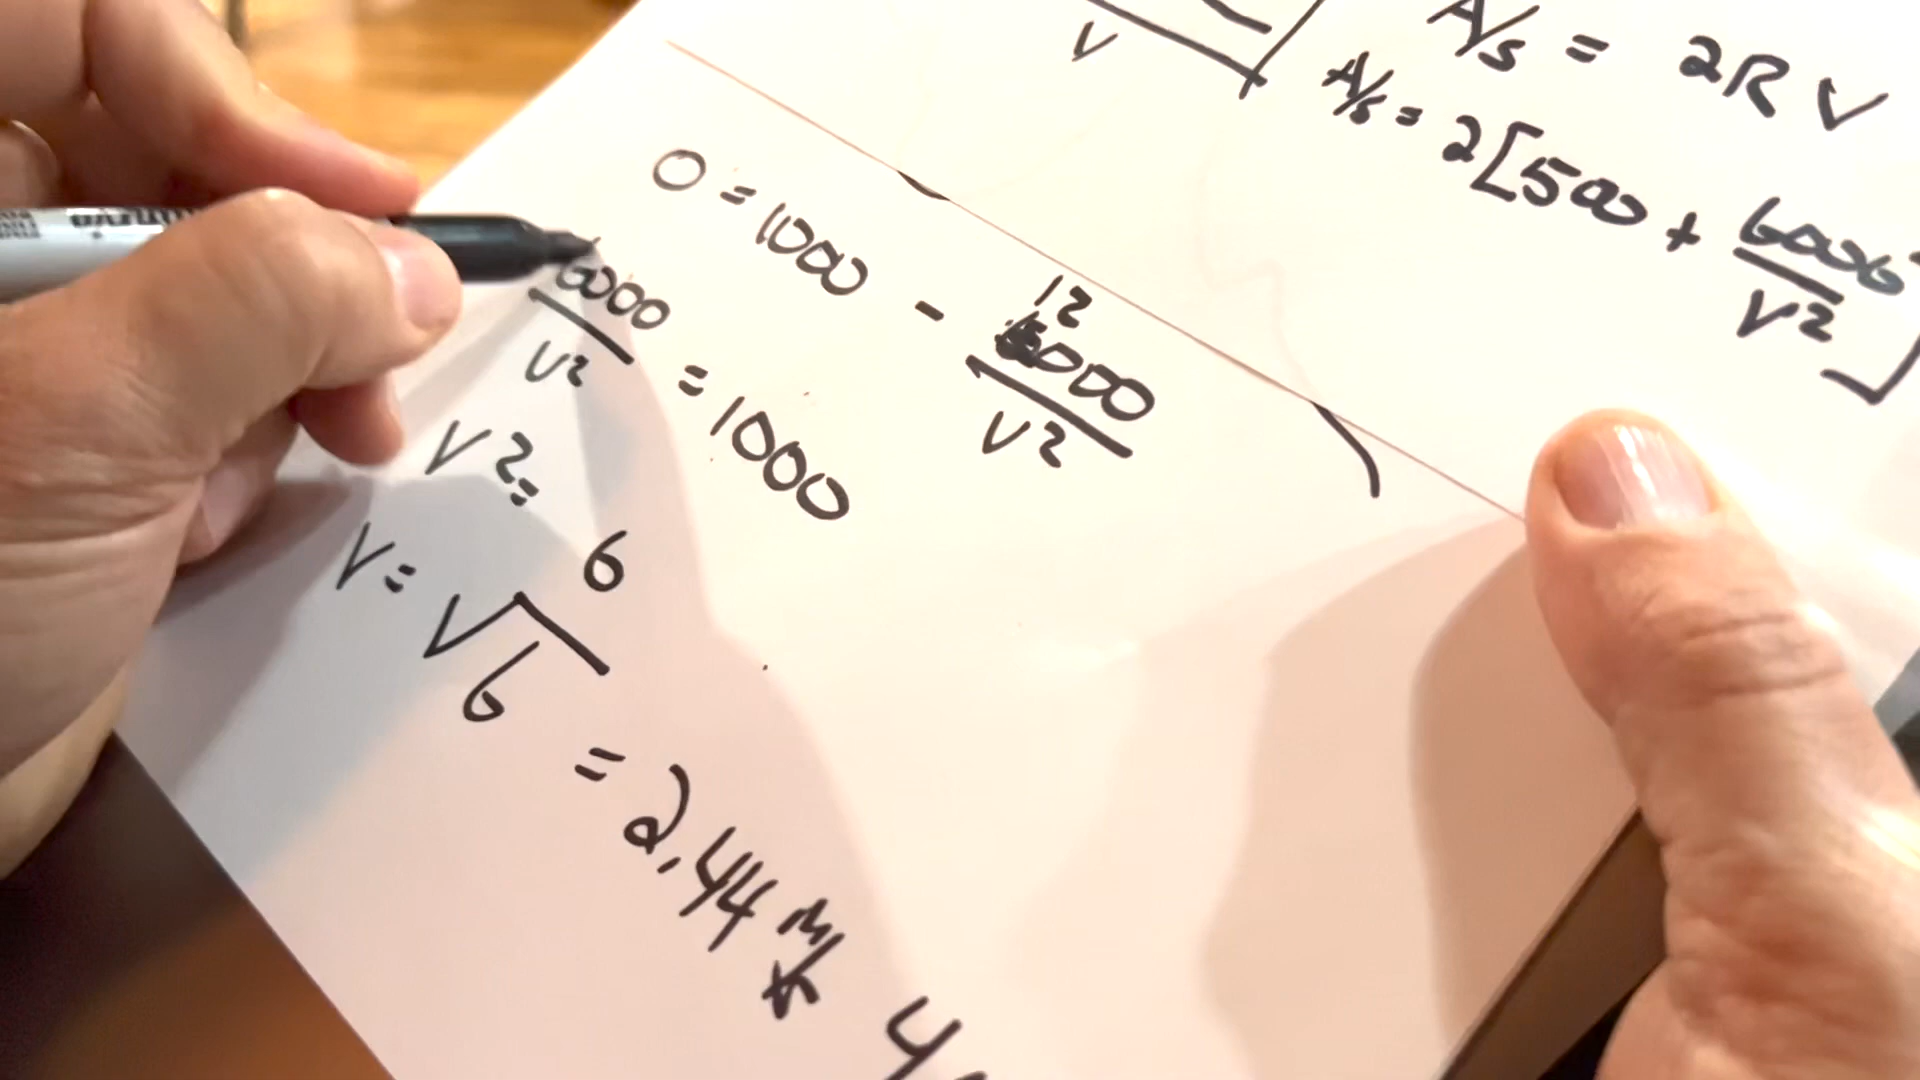 V
A/s = 2RV
A/s = 2[500 + 6000/V²]
0 = 1000 - 12000/V²
6000/V² = 1000
V² = 6
V = √6 = 2,44 m/s